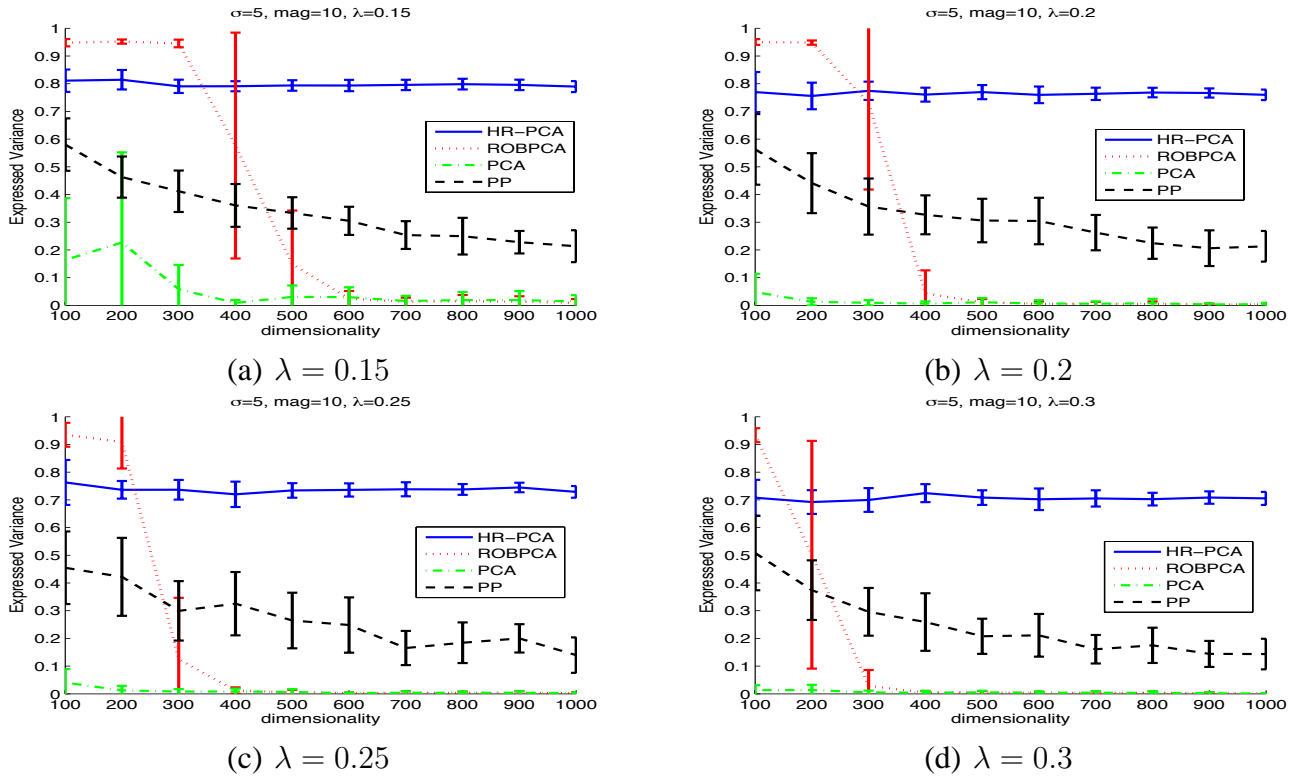 σ=5, mag=10, λ=0.15
Expressed Variance
1
0.9
0.8
0.7
0.6
0.5
0.4
0.3
0.2
0.1
0
HR−PCA
ROBPCA
PCA
PP
100 200 300 400 500 600 700 800 900 1000
dimensionality
(a) λ = 0.15
σ=5, mag=10, λ=0.2
Expressed Variance
1
0.9
0.8
0.7
0.6
0.5
0.4
0.3
0.2
0.1
0
HR−PCA
ROBPCA
PCA
PP
100 200 300 400 500 600 700 800 900 1000
dimensionality
(b) λ = 0.2
σ=5, mag=10, λ=0.25
Expressed Variance
1
0.9
0.8
0.7
0.6
0.5
0.4
0.3
0.2
0.1
0
HR−PCA
ROBPCA
PCA
PP
100 200 300 400 500 600 700 800 900 1000
dimensionality
(c) λ = 0.25
σ=5, mag=10, λ=0.3
Expressed Variance
1
0.9
0.8
0.7
0.6
0.5
0.4
0.3
0.2
0.1
0
HR−PCA
ROBPCA
PCA
PP
100 200 300 400 500 600 700 800 900 1000
dimensionality
(d) λ = 0.3